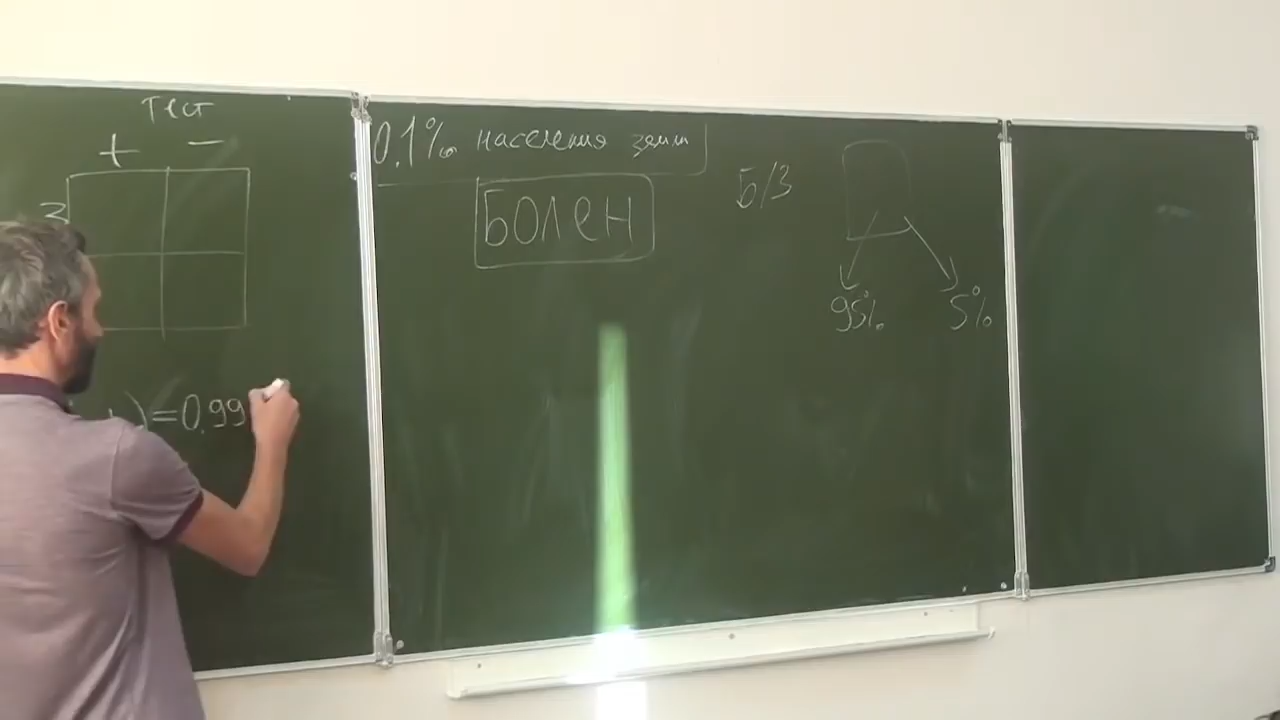 Тест
+ −
З
)=0.99
0.1% населения земли
БОЛЕН
Б/З
95% 5%